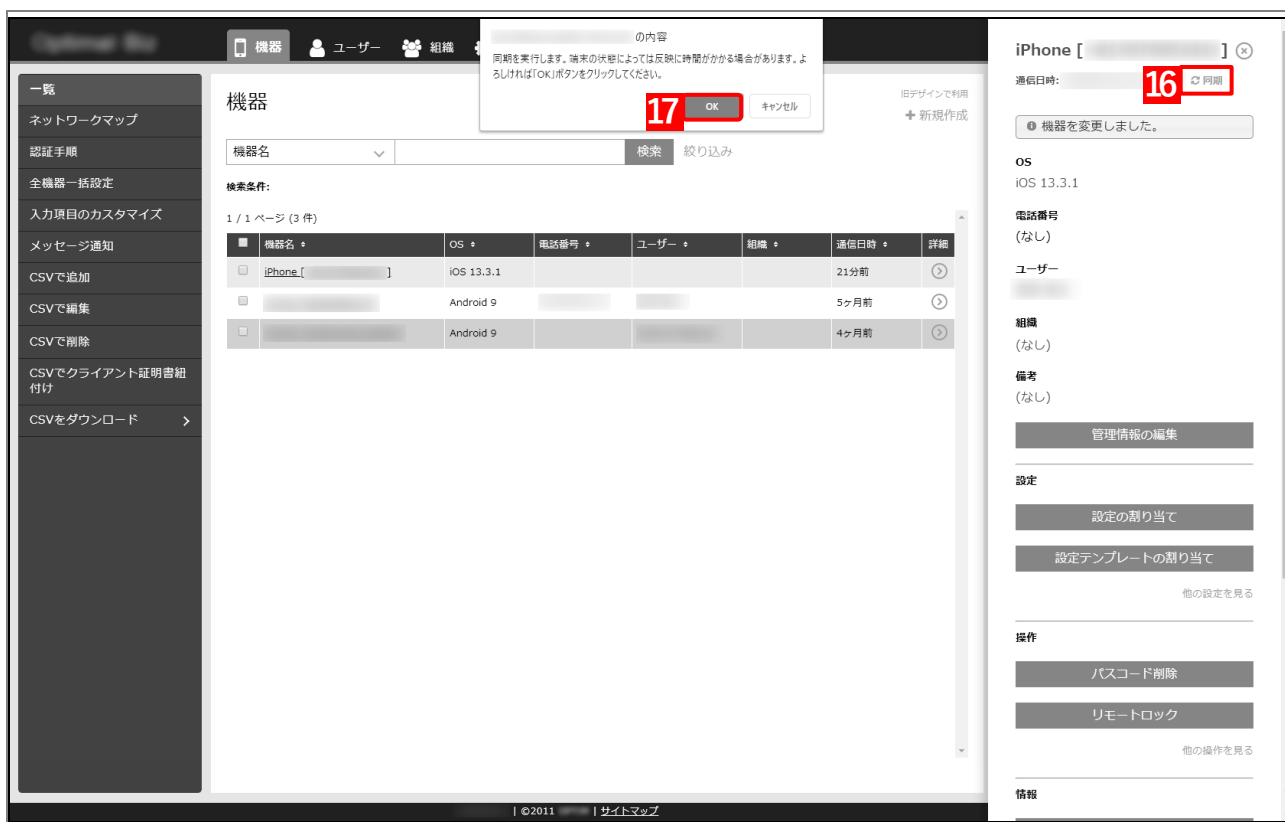 機器
ユーザー
組織
の内容
同期を実行します。端末の状態によっては反映に時間がかかる場合があります。よ
ろしければ「OK」ボタンをクリックしてください。
17
OK
キャンセル
iPhone [ ]
通信日時:
16
同期
機器を変更しました。
OS
iOS 13.3.1
電話番号
(なし)
ユーザー
組織
(なし)
備考
(なし)
管理情報の編集
設定
設定の割り当て
設定テンプレートの割り当て
他の設定を見る
操作
パスコード削除
リモートロック
他の操作を見る
情報
一覧
ネットワークマップ
認証手順
全機器一括設定
入力項目のカスタマイズ
メッセージ通知
CSVで追加
CSVで編集
CSVで削除
CSVでクライアント証明書紐
付け
CSVをダウンロード
機器
旧デザインで利用
新規作成
機器名
検索
絞り込み
検索条件:
1 / 1 ページ (3 件)
機器名 OS 電話番号 ユーザー 組織 通信日時 詳細
iPhone [ ] iOS 13.3.1 21分前
Android 9 5ヶ月前
Android 9 4ヶ月前
| ©2011 | サイトマップ